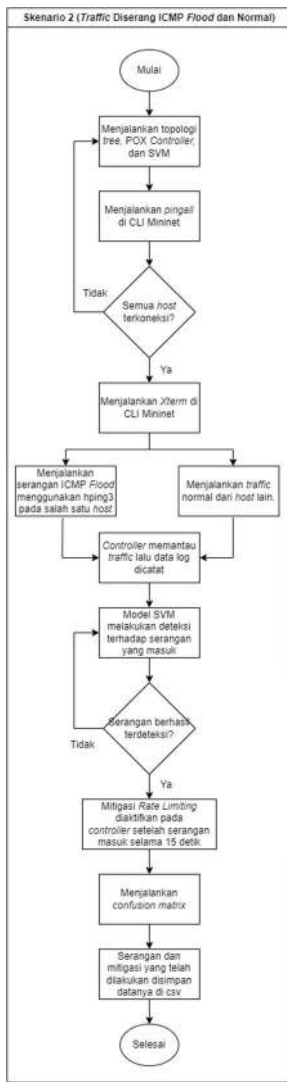 Skenario 2 (Traffic Diserang ICMP Flood dan Normal)
Mulai
Menjalankan topologi
tree, POX Controller,
dan SVM
Menjalankan pingall
di CLI Mininet
Tidak
Semua host
terkoneksi?
Ya
Menjalankan Xterm di
CLI Mininet
Menjalankan
serangan ICMP Flood
menggunakan hping3
pada salah satu host
Menjalankan traffic
normal dari host lain.
Controller memantau
traffic lalu data log
dicatat
Model SVM
melakukan deteksi
terhadap serangan
yang masuk
Serangan berhasil
terdeteksi?
Tidak
Ya
Mitigasi Rate Limiting
diaktifkan pada
controller setelah serangan
masuk selama 15 detik
Menjalankan
confusion matrix
Serangan dan
mitigasi yang telah
dilakukan disimpan
datanya di csv
Selesai